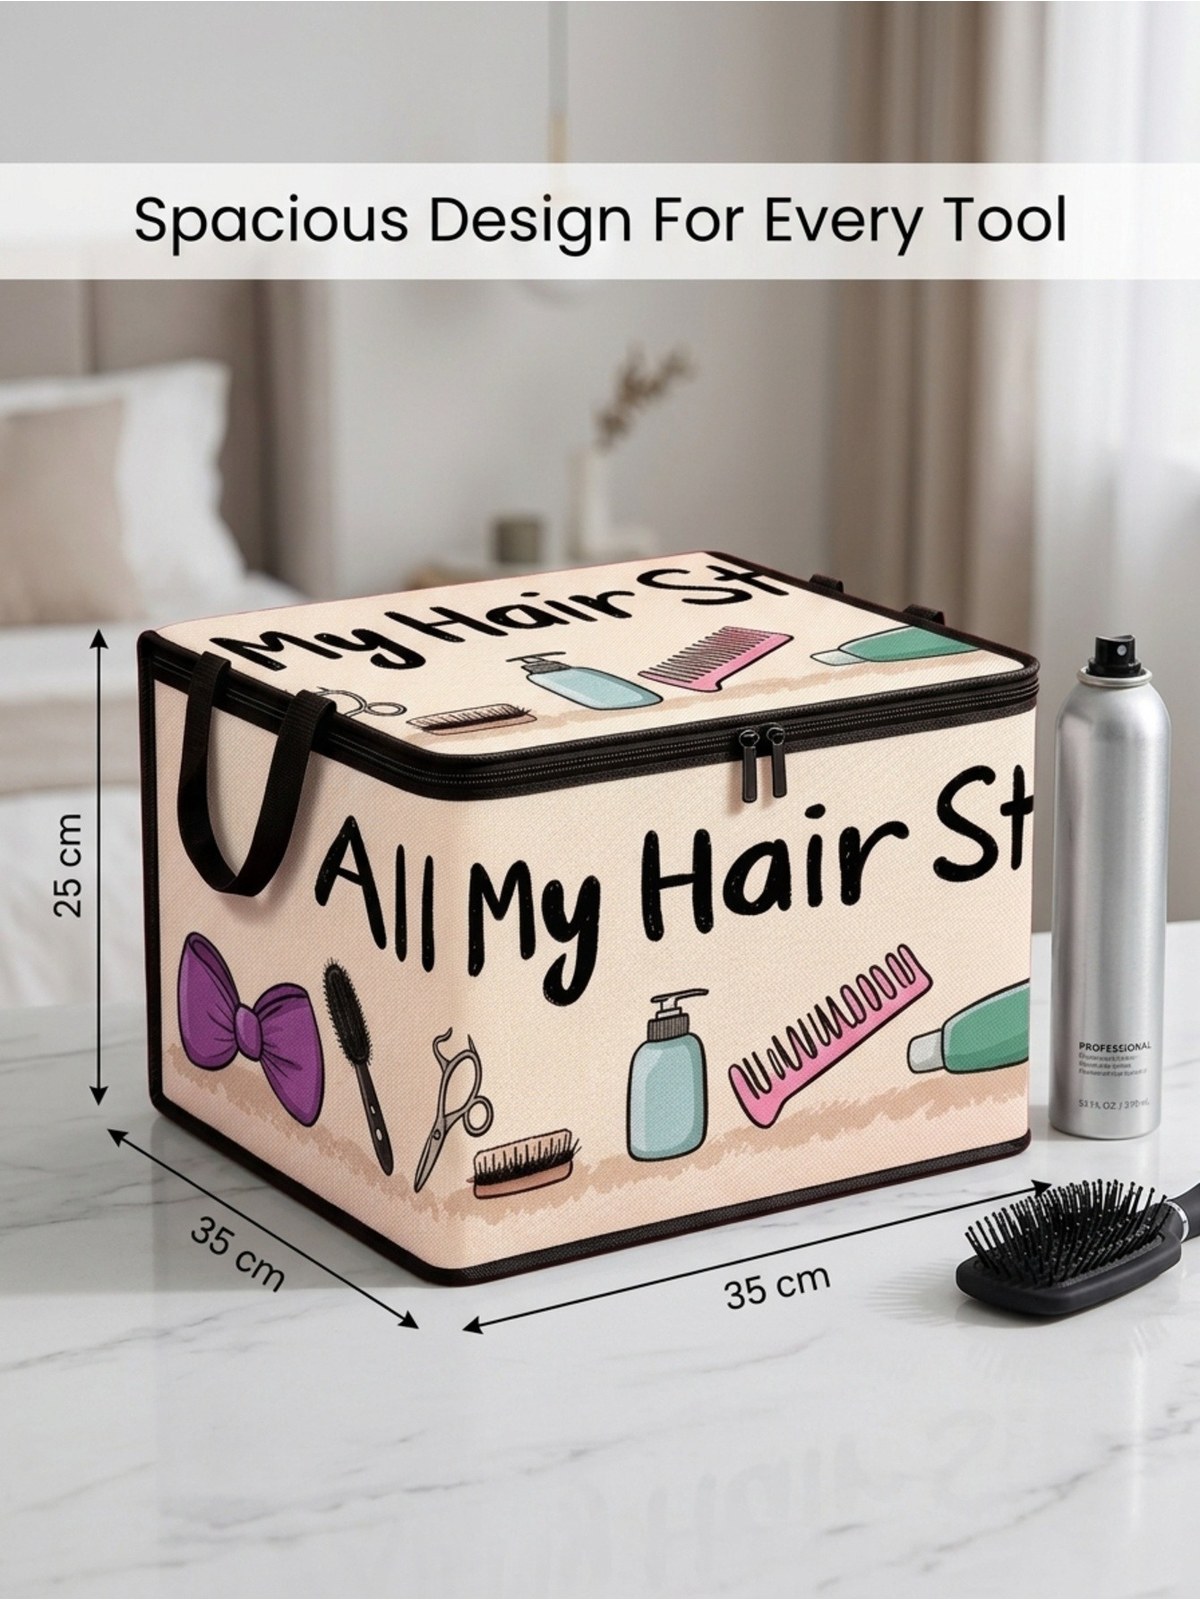 Spacious Design For Every Tool
My Hair St
All My Hair St
25 cm
35 cm
35 cm
PROFESSIONAL